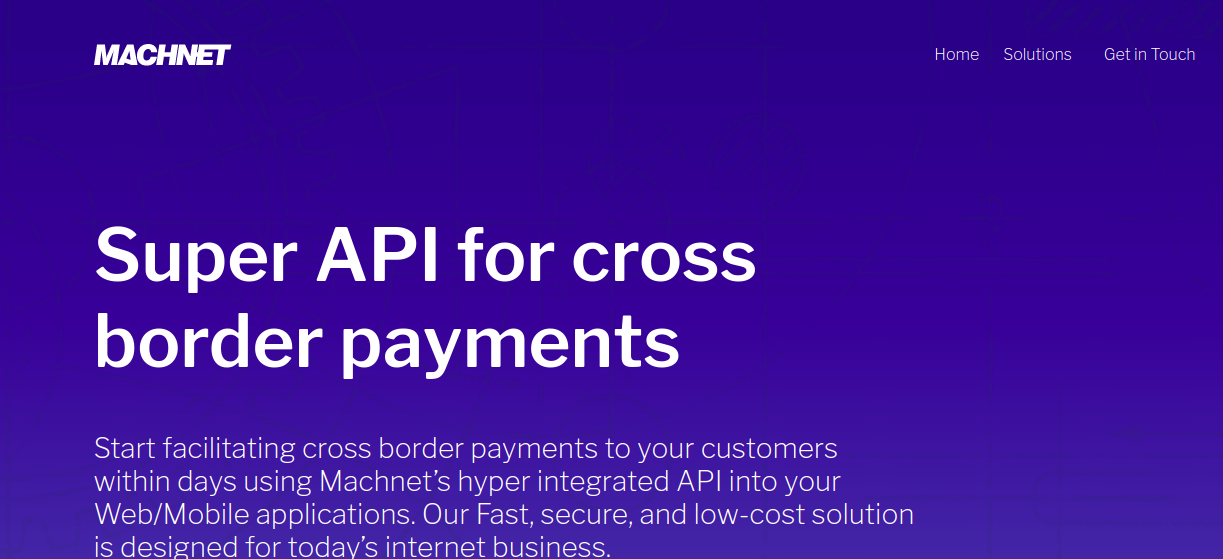 MACHNET
Home Solutions Get in Touch
Super API for cross
border payments
Start facilitating cross border payments to your customers
within days using Machnet’s hyper integrated API into your
Web/Mobile applications. Our Fast, secure, and low-cost solution
is designed for today’s internet business.